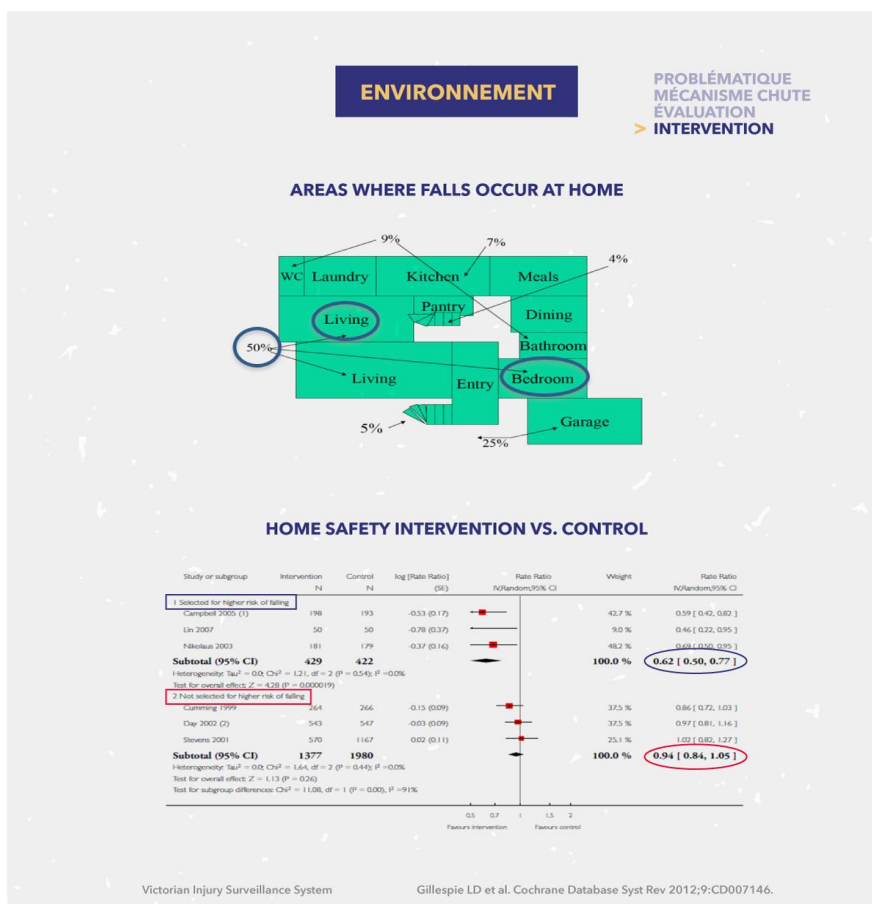 ENVIRONNEMENT
PROBLÉMATIQUE
MÉCANISME CHUTE
ÉVALUATION
> INTERVENTION
AREAS WHERE FALLS OCCUR AT HOME
9%
7%
4%
WC Laundry Kitchen Meals
Pantry
Living Dining
50% Bathroom
Living Entry Bedroom
5% 25% Garage
HOME SAFETY INTERVENTION VS. CONTROL
Study or subgroup Intervention Control log [Rate Ratio] Rate Ratio Weight Rate Ratio
N N (SE) IV,Random,95% CI IV,Random,95% CI
1 Selected for higher risk of falling
Campbell 2005 (1) 198 193 -0.53 (0.17) 42.7 % 0.59 [ 0.42, 0.82 ]
Lin 2007 50 50 -0.78 (0.37) 9.0 % 0.46 [ 0.22, 0.95 ]
Nikolaus 2003 181 179 -0.37 (0.16) 48.2 % 0.69 [ 0.50, 0.95 ]
Subtotal (95% CI) 429 422 100.0 % 0.62 [ 0.50, 0.77 ]
Heterogeneity: Tau² = 0.0; Chi² = 1.21, df = 2 (P = 0.54); I² =0.0%
Test for overall effect: Z = 4.28 (P = 0.000019)
2 Not selected for higher risk of falling
Cumming 1999 264 266 -0.15 (0.09) 37.5 % 0.86 [ 0.72, 1.03 ]
Day 2002 (2) 543 547 -0.03 (0.09) 37.5 % 0.97 [ 0.81, 1.16 ]
Stevens 2001 570 1167 0.02 (0.11) 25.1 % 1.02 [ 0.82, 1.27 ]
Subtotal (95% CI) 1377 1980 100.0 % 0.94 [ 0.84, 1.05 ]
Heterogeneity: Tau² = 0.0; Chi² = 1.64, df = 2 (P = 0.44); I² =0.0%
Test for overall effect: Z = 1.13 (P = 0.26)
Test for subgroup differences: Chi² = 11.08, df = 1 (P = 0.00), I² =91%
0.5 0.7 1 1.5 2
Favours intervention Favours control
Victorian Injury Surveillance System Gillespie LD et al. Cochrane Database Syst Rev 2012;9:CD007146.